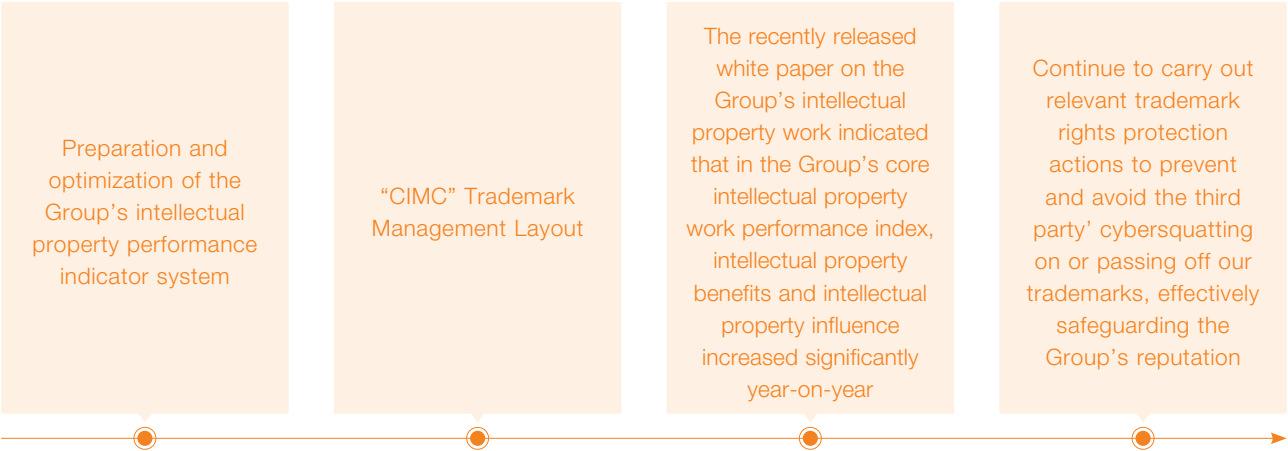 Preparation and
optimization of the
Group’s intellectual
property performance
indicator system
“CIMC” Trademark
Management Layout
The recently released
white paper on the
Group’s intellectual
property work indicated
that in the Group’s core
intellectual property
work performance index,
intellectual property
benefits and intellectual
property influence
increased significantly
year-on-year
Continue to carry out
relevant trademark
rights protection
actions to prevent
and avoid the third
party’ cybersquatting
on or passing off our
trademarks, effectively
safeguarding the
Group’s reputation